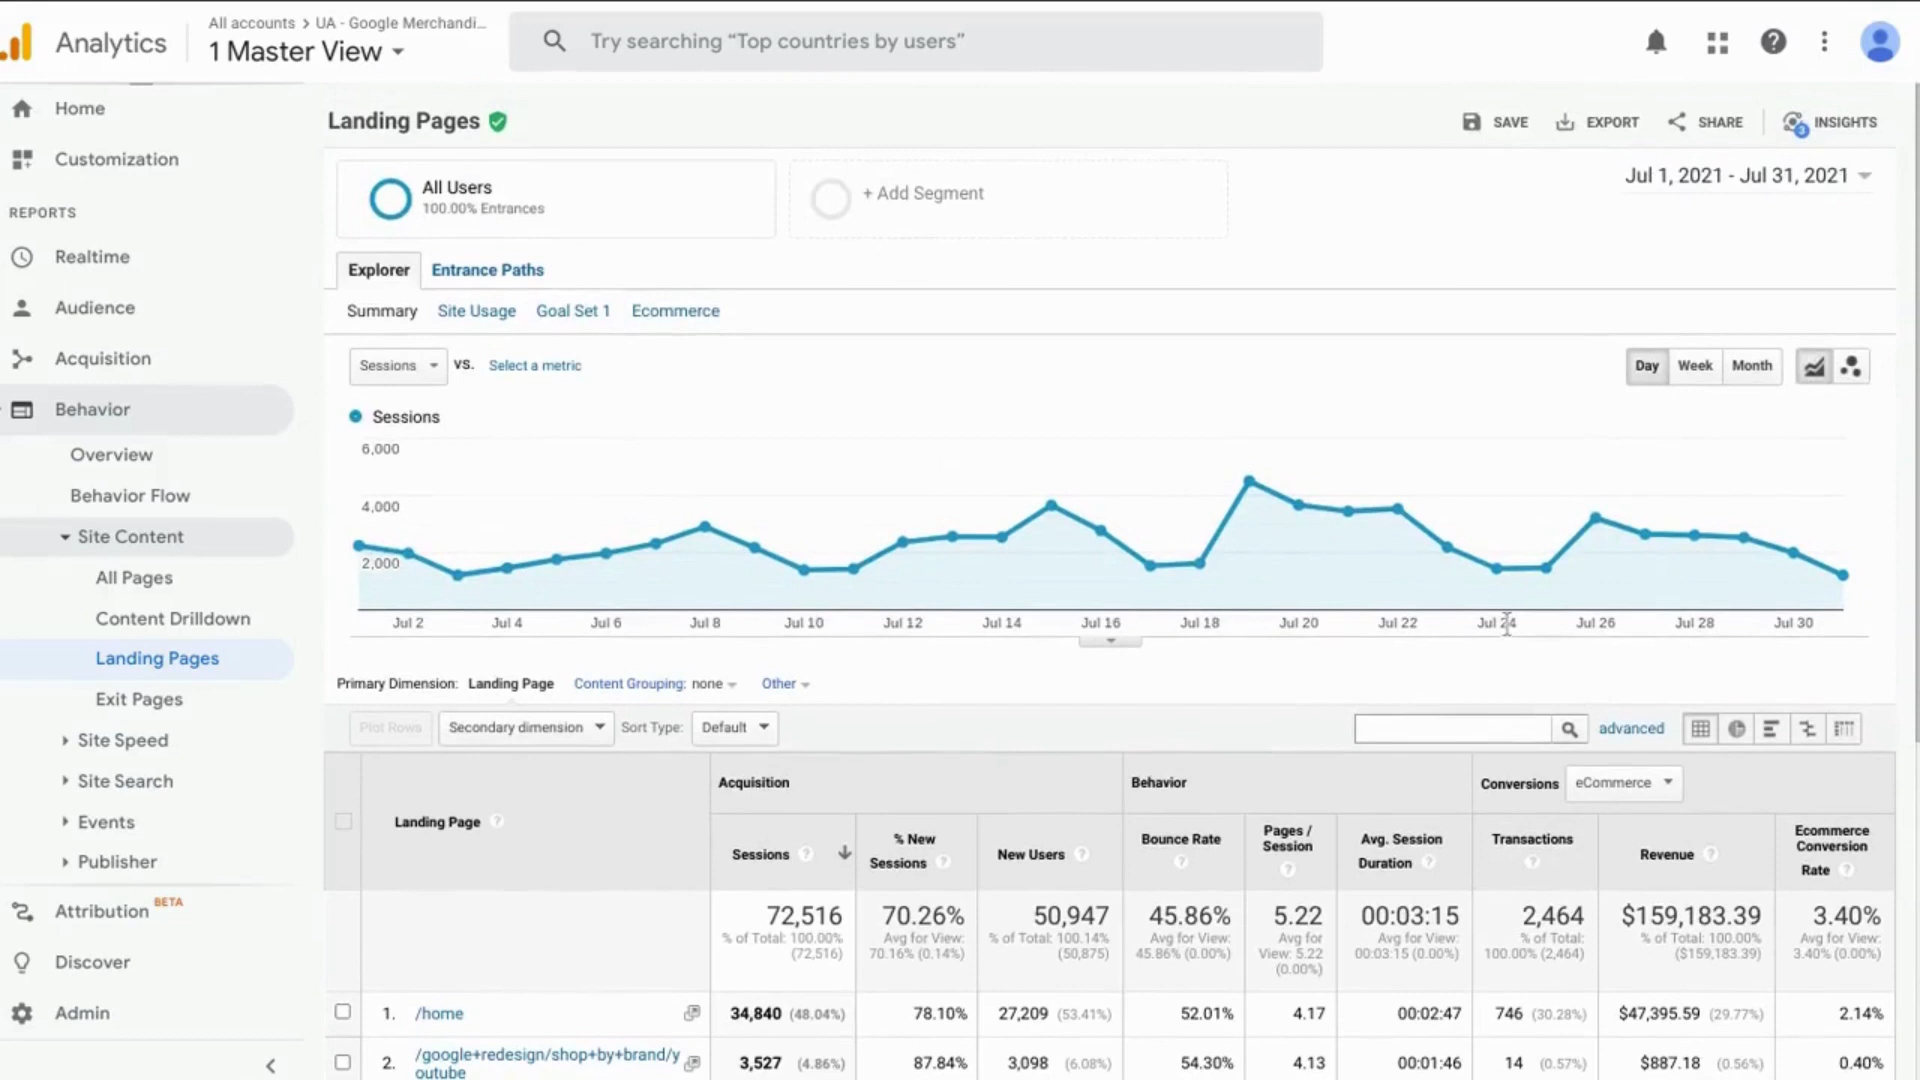 Analytics
All accounts > UA - Google Merchandi...
1 Master View
Try searching “Top countries by users”
Home
Customization
REPORTS
Realtime
Audience
Acquisition
Behavior
Overview
Behavior Flow
Site Content
All Pages
Content Drilldown
Landing Pages
Exit Pages
Site Speed
Site Search
Events
Publisher
Attribution BETA
Discover
Admin
Landing Pages
SAVE EXPORT SHARE 3 INSIGHTS
All Users
100.00% Entrances
+ Add Segment
Jul 1, 2021 - Jul 31, 2021
Explorer Entrance Paths
Summary Site Usage Goal Set 1 Ecommerce
Sessions VS. Select a metric
Day Week Month
Sessions
6,000
4,000
2,000
Jul 2 Jul 4 Jul 6 Jul 8 Jul 10 Jul 12 Jul 14 Jul 16 Jul 18 Jul 20 Jul 22 Jul 24 Jul 26 Jul 28 Jul 30
Primary Dimension: Landing Page Content Grouping: none Other
Plot Rows Secondary dimension Sort Type: Default advanced
Acquisition Behavior Conversions eCommerce
Landing Page ?
Sessions ?
% New
Sessions ?
New Users ?
Bounce Rate
?
Pages /
Session
?
Avg. Session
Duration ?
Transactions
?
Revenue ?
Ecommerce
Conversion
Rate ?
72,516
% of Total: 100.00%
(72,516)
70.26%
Avg for View:
70.16% (0.14%)
50,947
% of Total: 100.14%
(50,875)
45.86%
Avg for View:
45.86% (0.00%)
5.22
Avg for
View: 5.22
(0.00%)
00:03:15
Avg for View:
00:03:15 (0.00%)
2,464
% of Total:
100.00% (2,464)
$159,183.39
% of Total: 100.00%
($159,183.39)
3.40%
Avg for View:
3.40% (0.00%)
1. /home 34,840 (48.04%) 78.10% 27,209 (53.41%) 52.01% 4.17 00:02:47 746 (30.28%) $47,395.59 (29.77%) 2.14%
2. /google+redesign/shop+by+brand/y
outube 3,527 (4.86%) 87.84% 3,098 (6.08%) 54.30% 4.13 00:01:46 14 (0.57%) $887.18 (0.56%) 0.40%